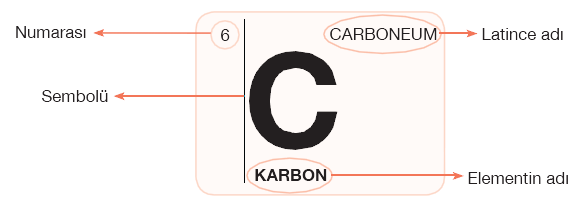 Numarası
6
CARBONEUM
Latince adı
Sembolü
C
KARBON
Elementin adı